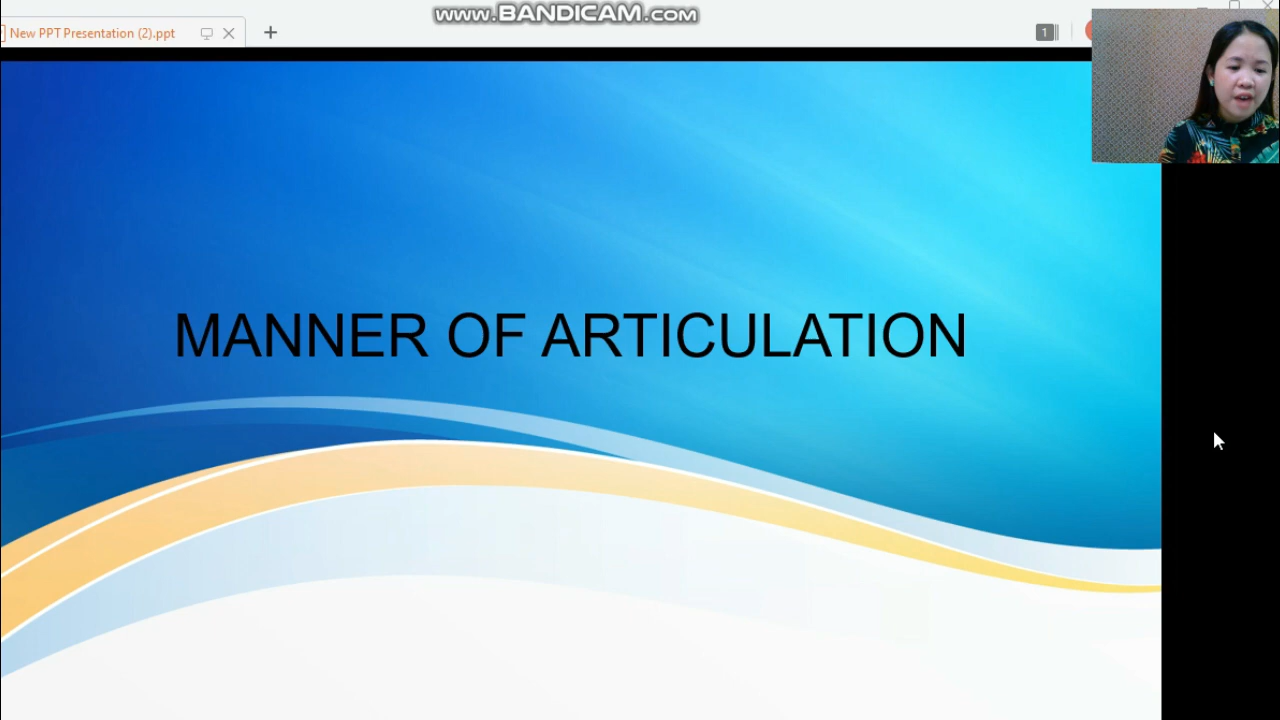 www.BANDICAM.com
New PPT Presentation (2).ppt
1
MANNER OF ARTICULATION